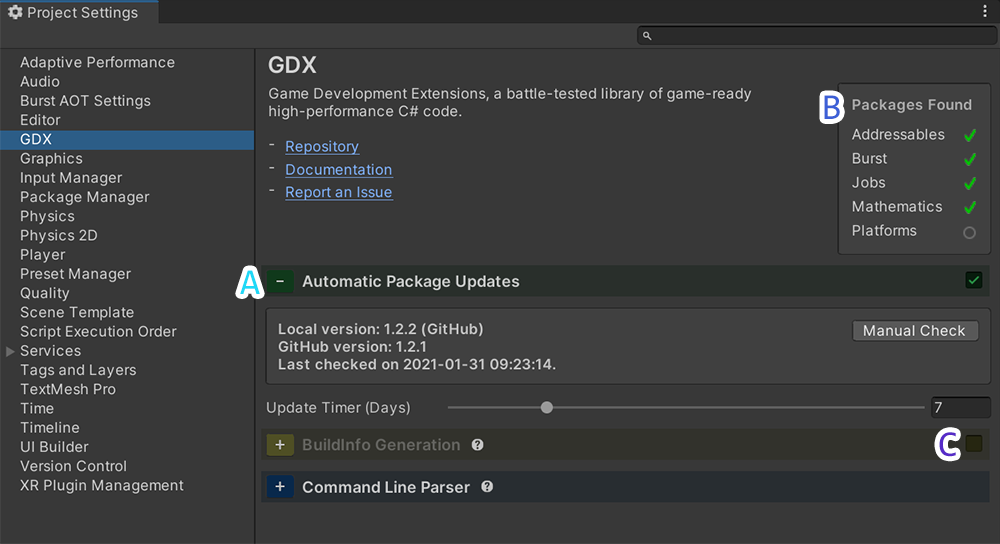 Project Settings
Adaptive Performance
Audio
Burst AOT Settings
Editor
GDX
Graphics
Input Manager
Package Manager
Physics
Physics 2D
Player
Preset Manager
Quality
Scene Template
Script Execution Order
Services
Tags and Layers
TextMesh Pro
Time
Timeline
UI Builder
Version Control
XR Plugin Management
GDX
Game Development Extensions, a battle-tested library of game-ready
high-performance C# code.
- Repository
- Documentation
- Report an Issue
B Packages Found
Addressables
Burst
Jobs
Mathematics
Platforms
A - Automatic Package Updates
Local version: 1.2.2 (GitHub)
GitHub version: 1.2.1
Last checked on 2021-01-31 09:23:14.
Manual Check
Update Timer (Days) 7
+ BuildInfo Generation ? C
+ Command Line Parser ?